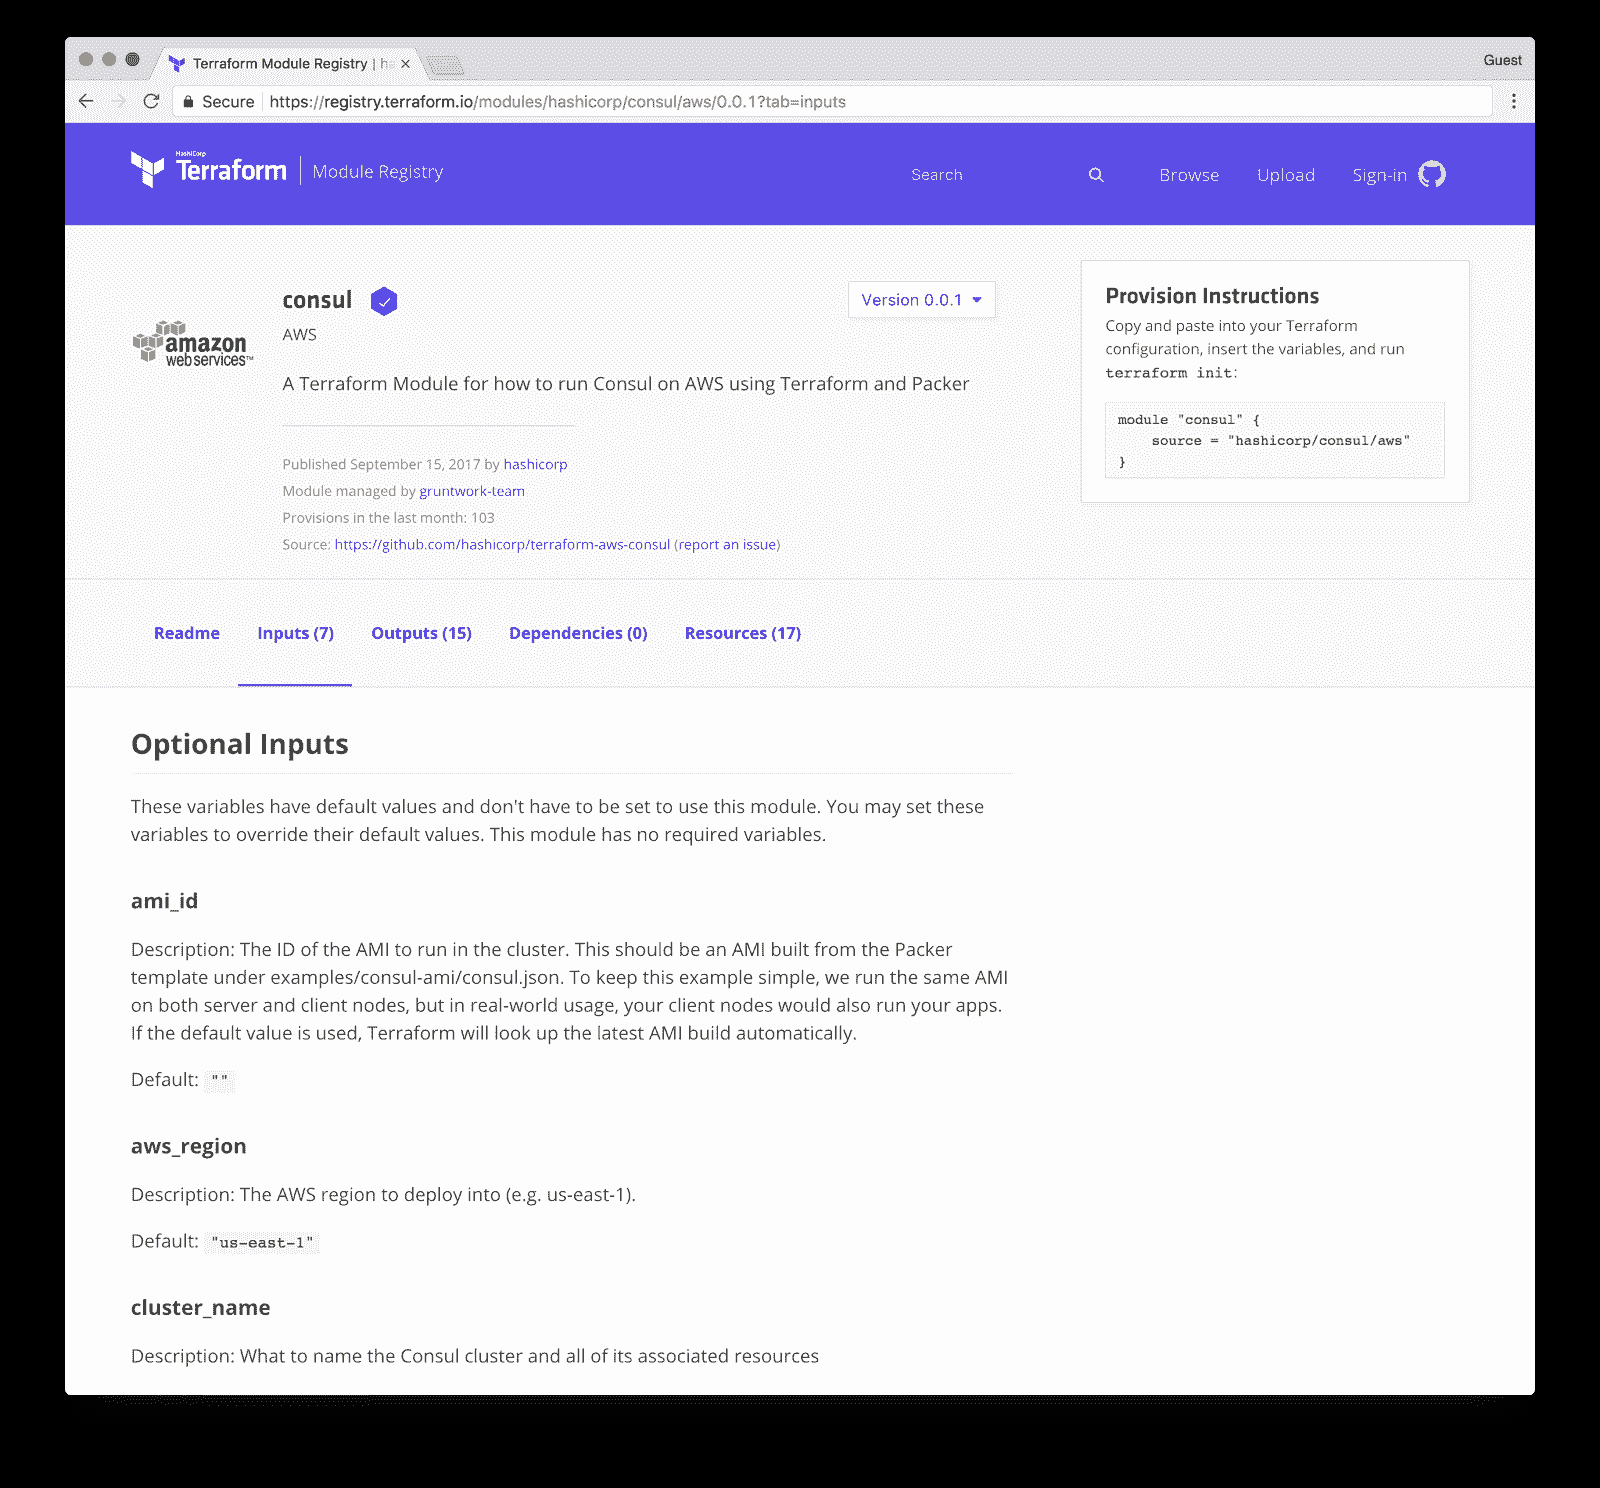 Terraform Module Registry | ha
Guest
Secure https://registry.terraform.io/modules/hashicorp/consul/aws/0.0.1?tab=inputs
HashiCorp
Terraform Module Registry
Search Browse Upload Sign-in
consul
Version 0.0.1
AWS
amazon
webservices™
A Terraform Module for how to run Consul on AWS using Terraform and Packer
Published September 15, 2017 by hashicorp
Module managed by gruntwork-team
Provisions in the last month: 103
Source: https://github.com/hashicorp/terraform-aws-consul (report an issue)
Provision Instructions
Copy and paste into your Terraform
configuration, insert the variables, and run
terraform init:
module "consul" {
source = "hashicorp/consul/aws"
}
Readme Inputs (7) Outputs (15) Dependencies (0) Resources (17)
Optional Inputs
These variables have default values and don't have to be set to use this module. You may set these
variables to override their default values. This module has no required variables.
ami_id
Description: The ID of the AMI to run in the cluster. This should be an AMI built from the Packer
template under examples/consul-ami/consul.json. To keep this example simple, we run the same AMI
on both server and client nodes, but in real-world usage, your client nodes would also run your apps.
If the default value is used, Terraform will look up the latest AMI build automatically.
Default: ""
aws_region
Description: The AWS region to deploy into (e.g. us-east-1).
Default: "us-east-1"
cluster_name
Description: What to name the Consul cluster and all of its associated resources